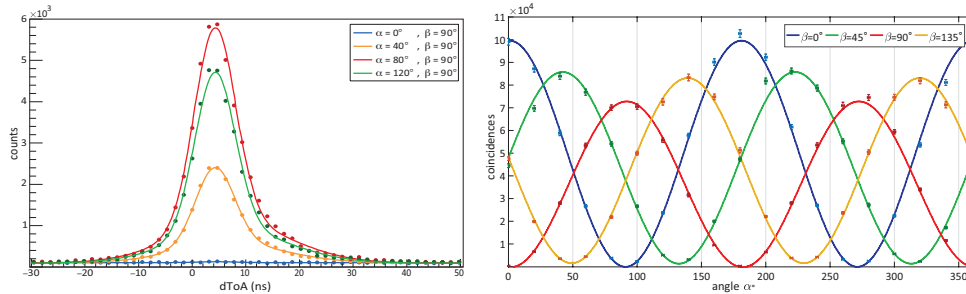 6 ×10³
α = 0° , β = 90°
α = 40° , β = 90°
α = 80° , β = 90°
α = 120° , β = 90°
5
4
3
2
1
counts
−30 −20 −10 0 10 20 30 40 50
dToA (ns)
11 ×10⁴
β=0° β=45° β=90° β=135°
10
9
8
7
6
5
4
3
2
1
coincidences
0 50 100 150 200 250 300 350
angle α°